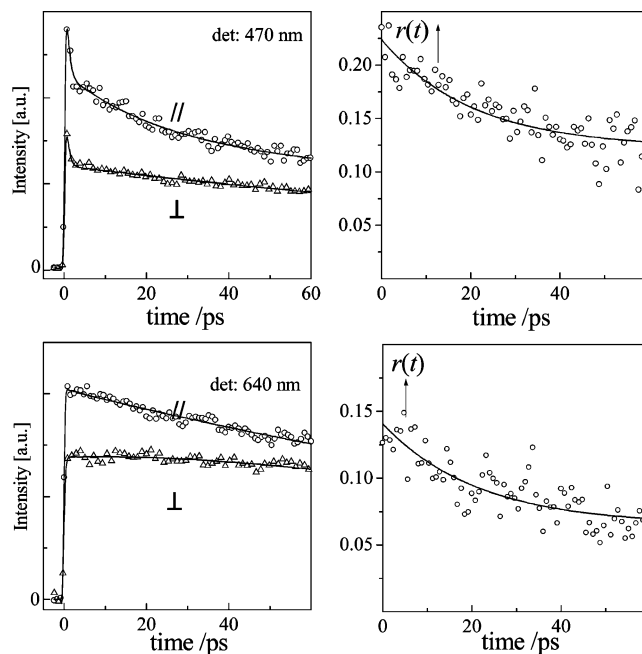 det: 470 nm
//
⊥
Intensity [a.u.]
0
0 20 40 60
time /ps
r(t)
0.20
0.15
0.10
0.05
0 20 40
time /ps
det: 640 nm
//
⊥
Intensity [a.u.]
0
0 20 40 60
time /ps
r(t)
0.15
0.10
0.05
0 20 40
time /ps